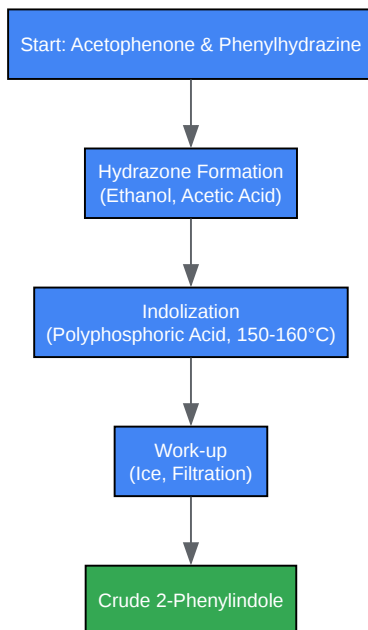 Start: Acetophenone & Phenylhydrazine
Hydrazone Formation
(Ethanol, Acetic Acid)
Indolization
(Polyphosphoric Acid, 150-160°C)
Work-up
(Ice, Filtration)
Crude 2-Phenylindole